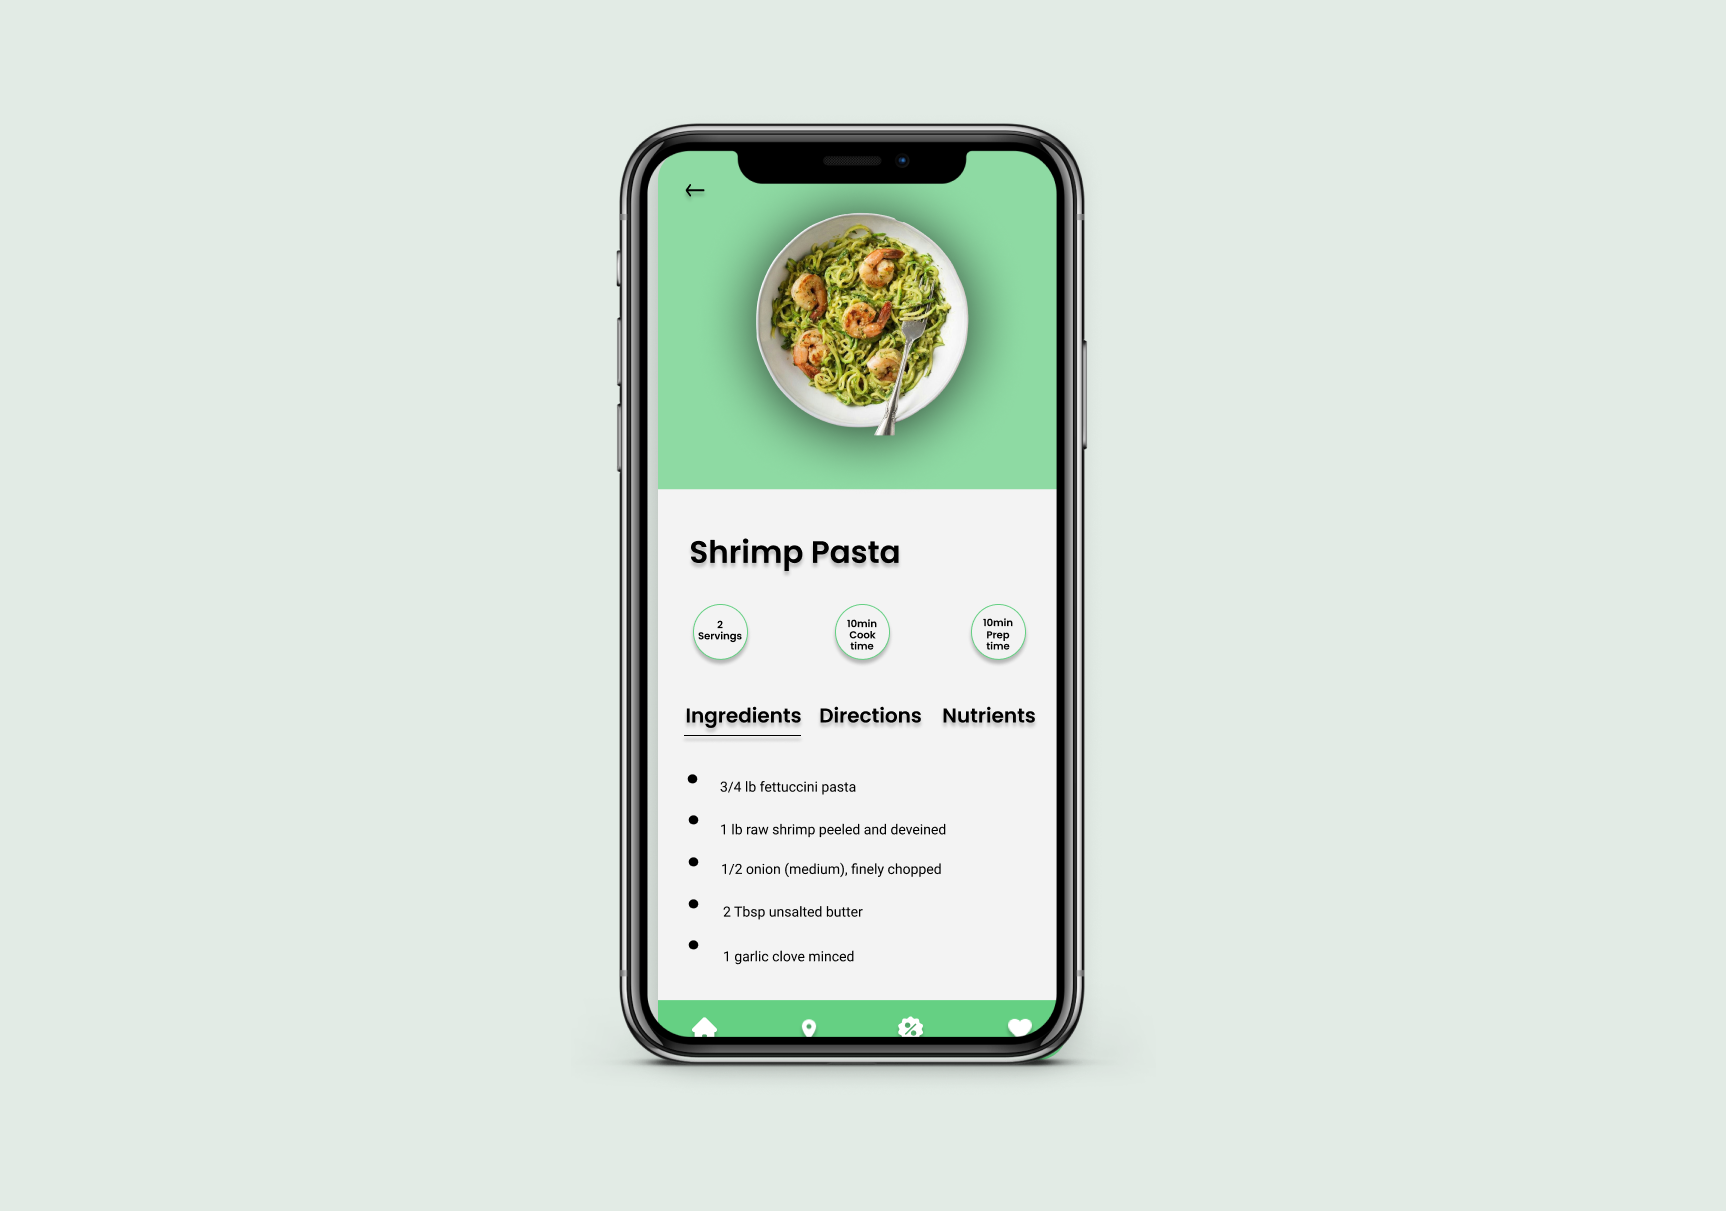 Shrimp Pasta
2
Servings
10min
Cook
time
10min
Prep
time
Ingredients Directions Nutrients
3/4 lb fettuccini pasta
1 lb raw shrimp peeled and deveined
1/2 onion (medium), finely chopped
2 Tbsp unsalted butter
1 garlic clove minced